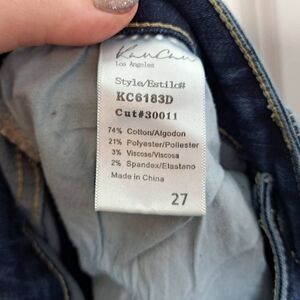 KanCan
Los Angeles
Style/Estilo#
KC6183D
Cut#30011
74% Cotton/Algodon
21% Polyester/Poliester
3% Viscose/Viscosa
2% Spandex/Elastano
Made in China
27